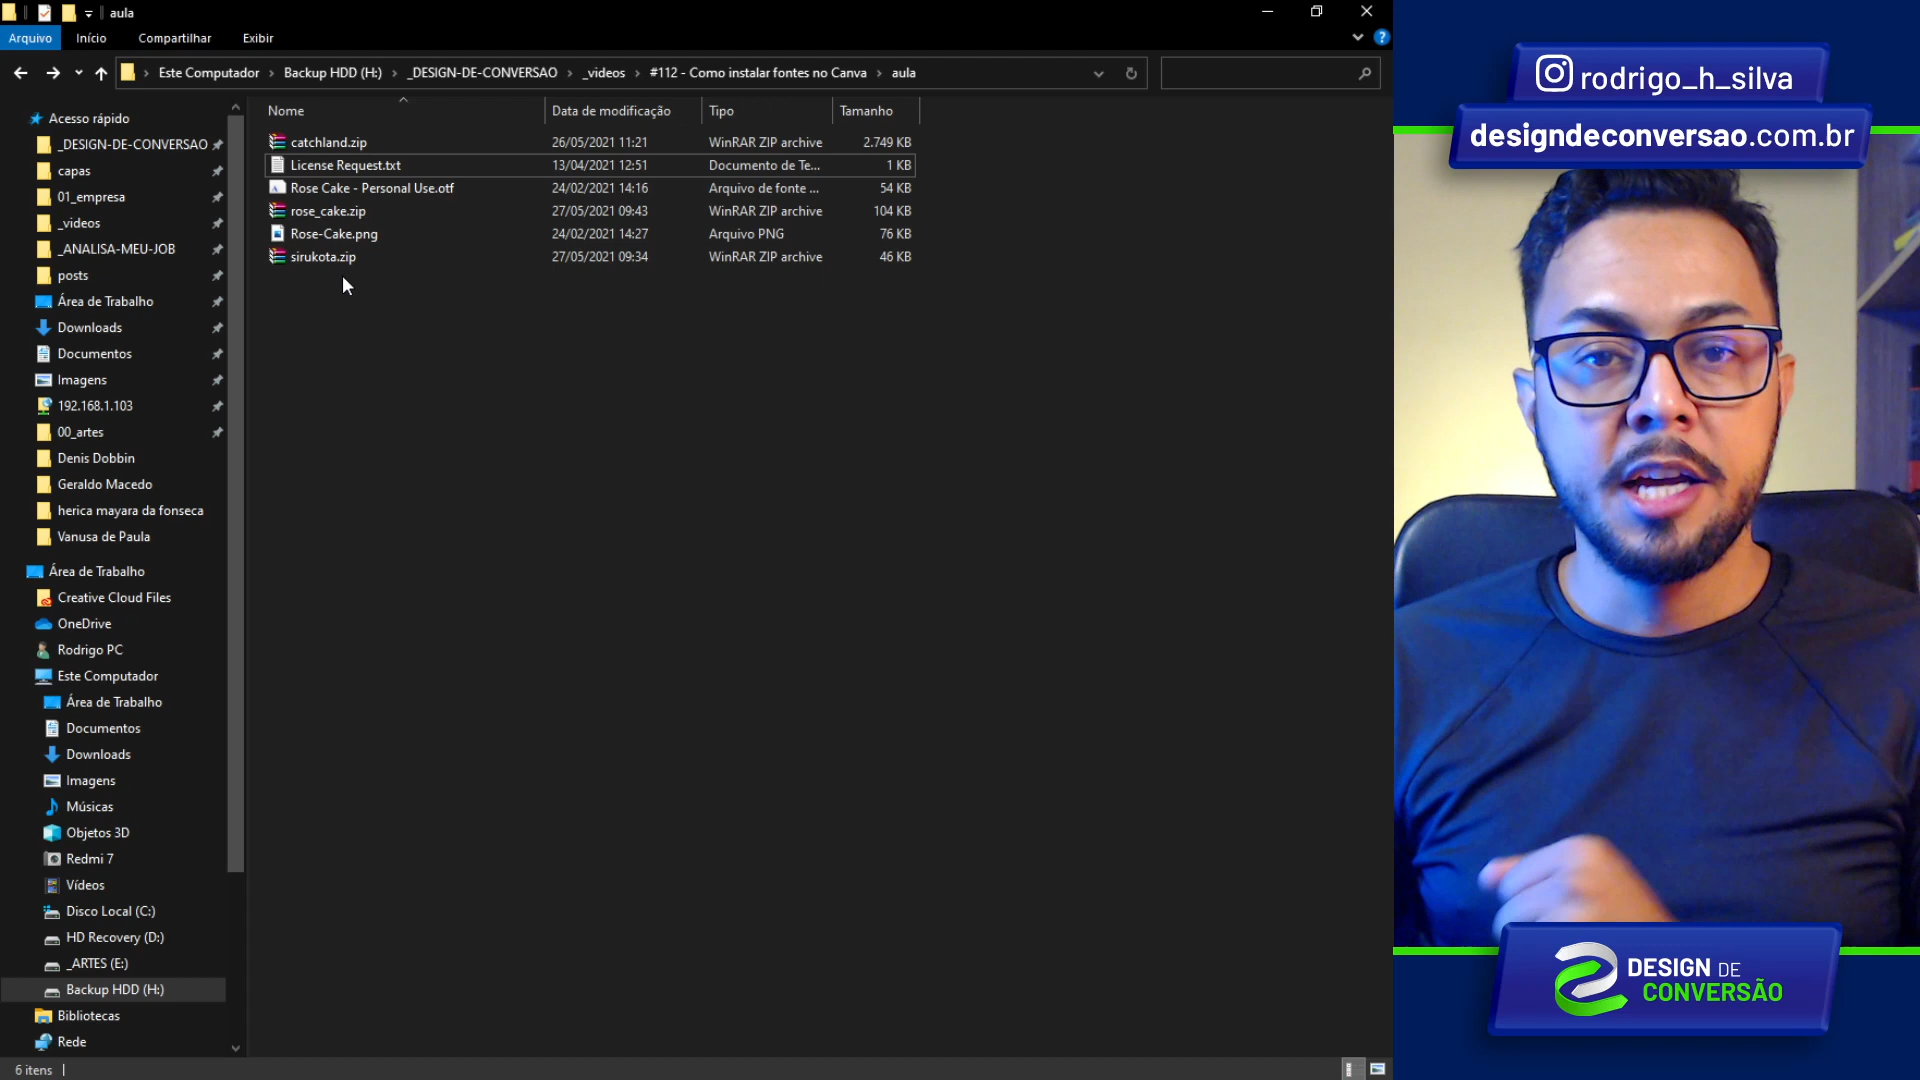 aula
Arquivo Início Compartilhar Exibir
Este Computador › Backup HDD (H:) › _DESIGN-DE-CONVERSAO › _videos › #112 - Como instalar fontes no Canva › aula
Nome Data de modificação Tipo Tamanho
catchland.zip 26/05/2021 11:21 WinRAR ZIP archive 2.749 KB
License Request.txt 13/04/2021 12:51 Documento de Te... 1 KB
Rose Cake - Personal Use.otf 24/02/2021 14:16 Arquivo de fonte ... 54 KB
rose_cake.zip 27/05/2021 09:43 WinRAR ZIP archive 104 KB
Rose-Cake.png 24/02/2021 14:27 Arquivo PNG 76 KB
sirukota.zip 27/05/2021 09:34 WinRAR ZIP archive 46 KB
Acesso rápido
_DESIGN-DE-CONVERSAO
capas
01_empresa
_videos
_ANALISA-MEU-JOB
posts
Área de Trabalho
Downloads
Documentos
Imagens
192.168.1.103
00_artes
Denis Dobbin
Geraldo Macedo
herica mayara da fonseca
Vanusa de Paula
Área de Trabalho
Creative Cloud Files
OneDrive
Rodrigo PC
Este Computador
Área de Trabalho
Documentos
Downloads
Imagens
Músicas
Objetos 3D
Redmi 7
Vídeos
Disco Local (C:)
HD Recovery (D:)
_ARTES (E:)
Backup HDD (H:)
Bibliotecas
Rede
6 itens
rodrigo_h_silva
designdeconversao.com.br
DESIGN DE
CONVERSÃO